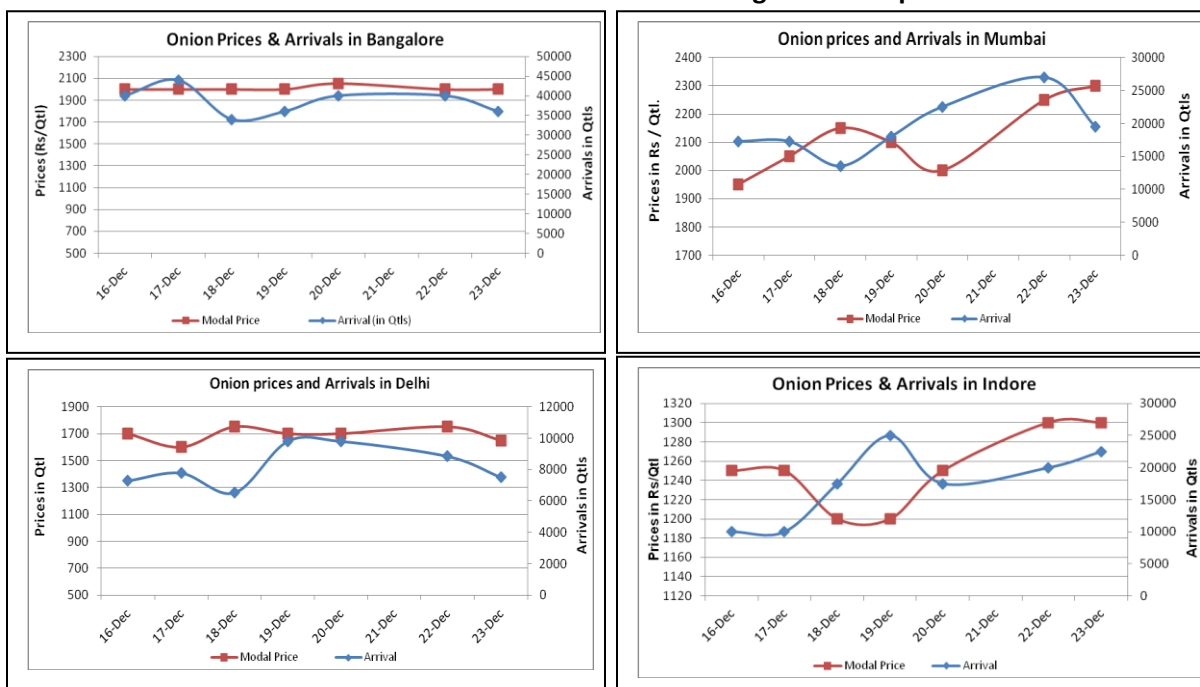 Onion Prices & Arrivals in Bangalore
2300
2100
1900
1700
1500
1300
1100
900
700
500
Prices (Rs/Qtl)
50000
45000
40000
35000
30000
25000
20000
15000
10000
5000
0
Arrivals in Qtls
16-Dec
17-Dec
18-Dec
19-Dec
20-Dec
21-Dec
22-Dec
23-Dec
Modal Price
Arrival (in Qtls)
Onion prices and Arrivals in Mumbai
2400
2300
2200
2100
2000
1900
1800
1700
Prices in Rs / Qtl.
30000
25000
20000
15000
10000
5000
0
Arrivals in Qtls
16-Dec
17-Dec
18-Dec
19-Dec
20-Dec
21-Dec
22-Dec
23-Dec
Modal Price
Arrival
Onion prices and Arrivals in Delhi
1900
1700
1500
1300
1100
900
700
500
Prices in Qtl
12000
10000
8000
6000
4000
2000
0
Arrivals in Qtls
16-Dec
17-Dec
18-Dec
19-Dec
20-Dec
21-Dec
22-Dec
23-Dec
Modal Price
Arrival
Onion Prices & Arrivals in Indore
1320
1300
1280
1260
1240
1220
1200
1180
1160
1140
1120
Prices in Rs/Qtl
30000
25000
20000
15000
10000
5000
0
Arrivals in Qtls
16-Dec
17-Dec
18-Dec
19-Dec
20-Dec
21-Dec
22-Dec
23-Dec
Modal Price
Arrival